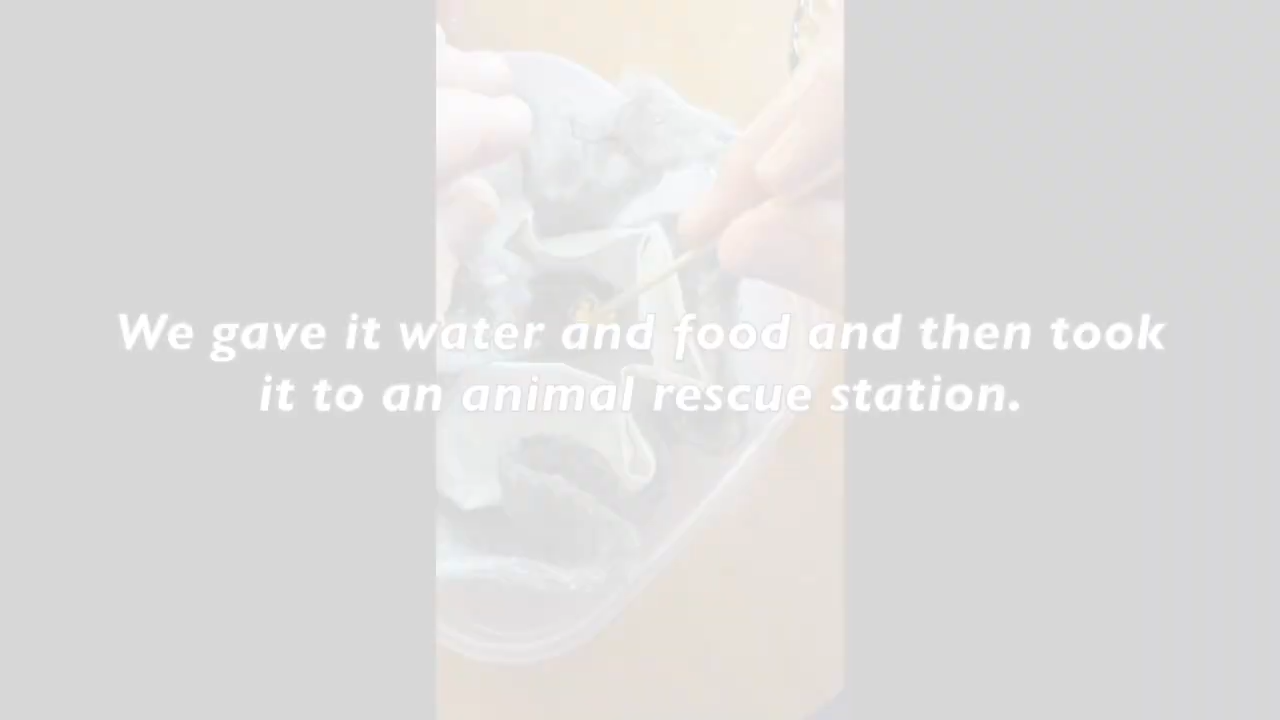 We gave it water and food and then took
it to an animal rescue station.